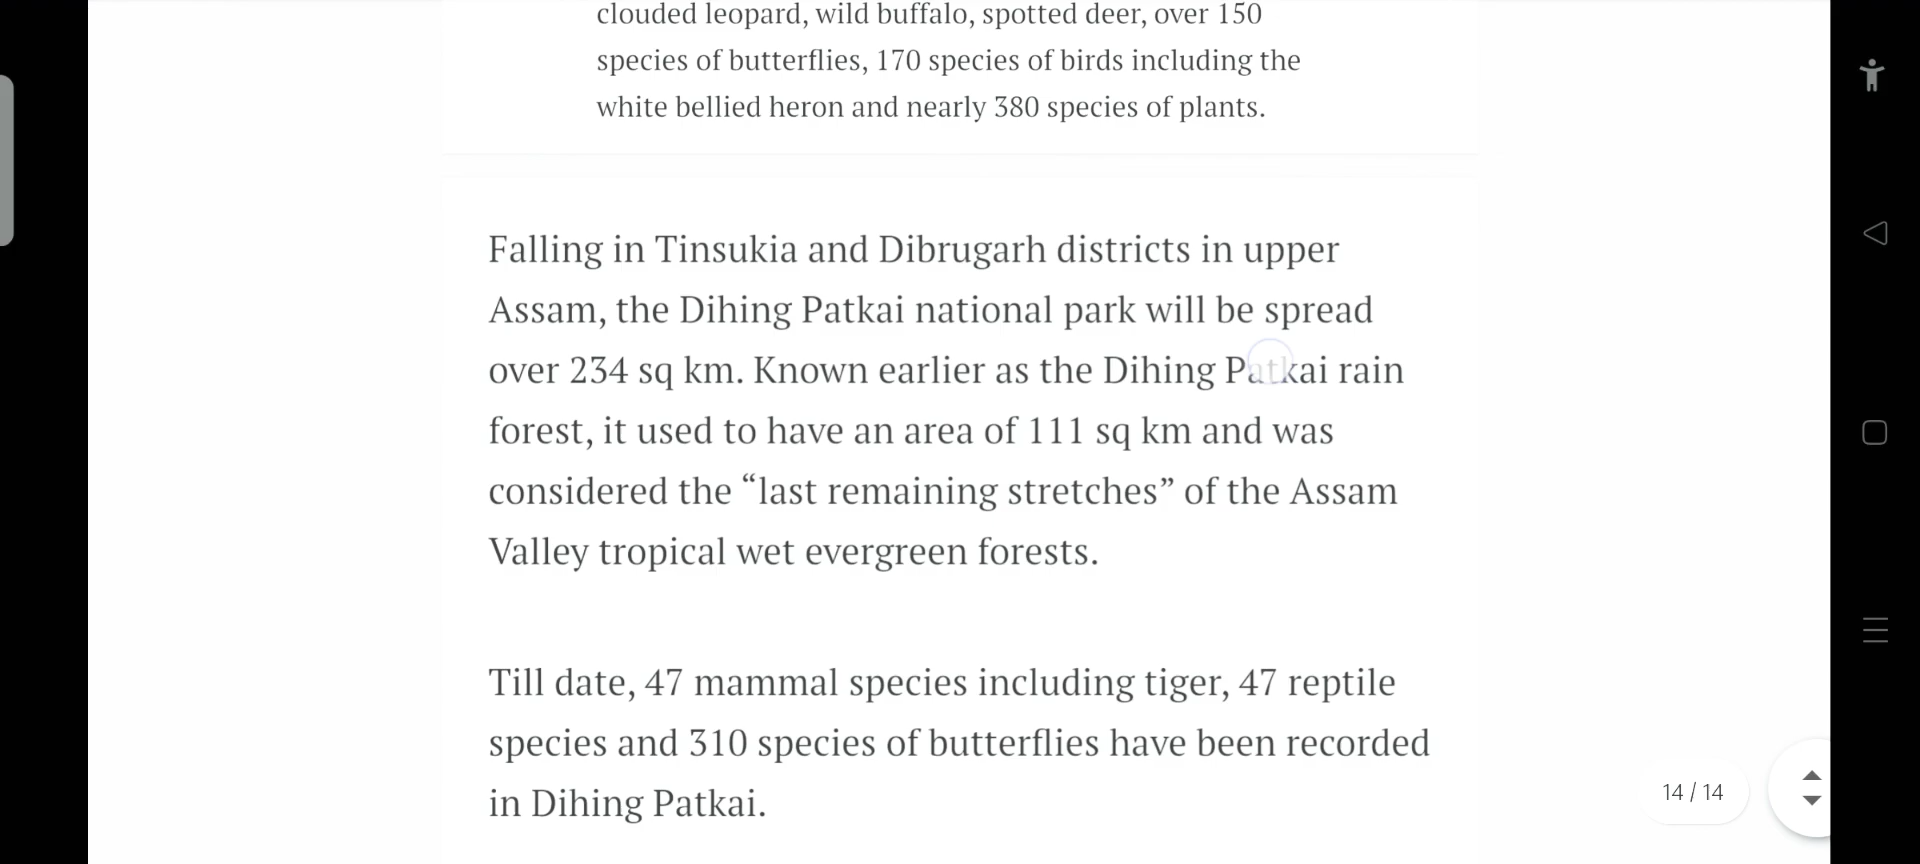 clouded leopard, wild buffalo, spotted deer, over 150
species of butterflies, 170 species of birds including the
white bellied heron and nearly 380 species of plants.
Falling in Tinsukia and Dibrugarh districts in upper
Assam, the Dihing Patkai national park will be spread
over 234 sq km. Known earlier as the Dihing Patkai rain
forest, it used to have an area of 111 sq km and was
considered the “last remaining stretches” of the Assam
Valley tropical wet evergreen forests.
Till date, 47 mammal species including tiger, 47 reptile
species and 310 species of butterflies have been recorded
in Dihing Patkai.
14 / 14